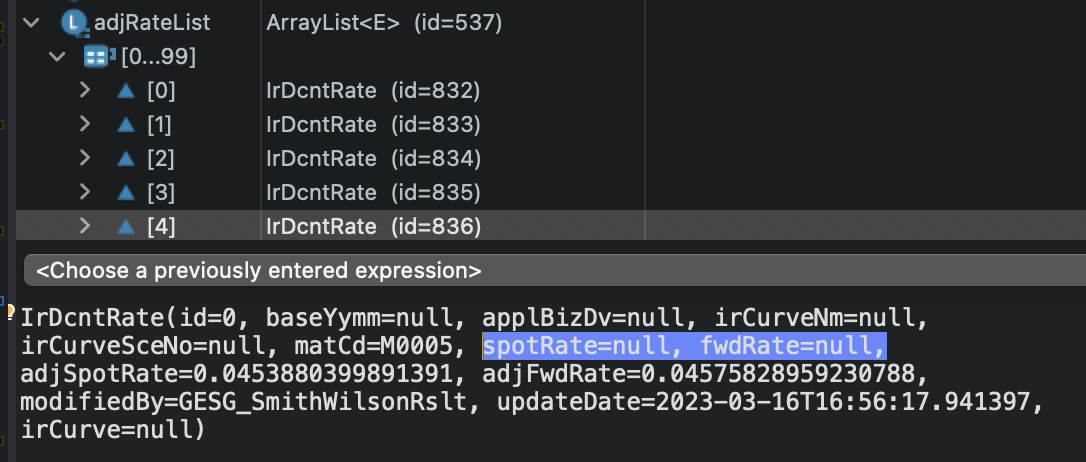 adjRateList ArrayList<E> (id=537)
[0...99]
[0] IrDcntRate (id=832)
[1] IrDcntRate (id=833)
[2] IrDcntRate (id=834)
[3] IrDcntRate (id=835)
[4] IrDcntRate (id=836)
<Choose a previously entered expression>
IrDcntRate(id=0, baseYymm=null, applBizDv=null, irCurveNm=null,
irCurveSceNo=null, matCd=M0005, spotRate=null, fwdRate=null,
adjSpotRate=0.0453880399891391, adjFwdRate=0.04575828959230788,
modifiedBy=GESG_SmithWilsonRslt, updateDate=2023-03-16T16:56:17.941397,
irCurve=null)